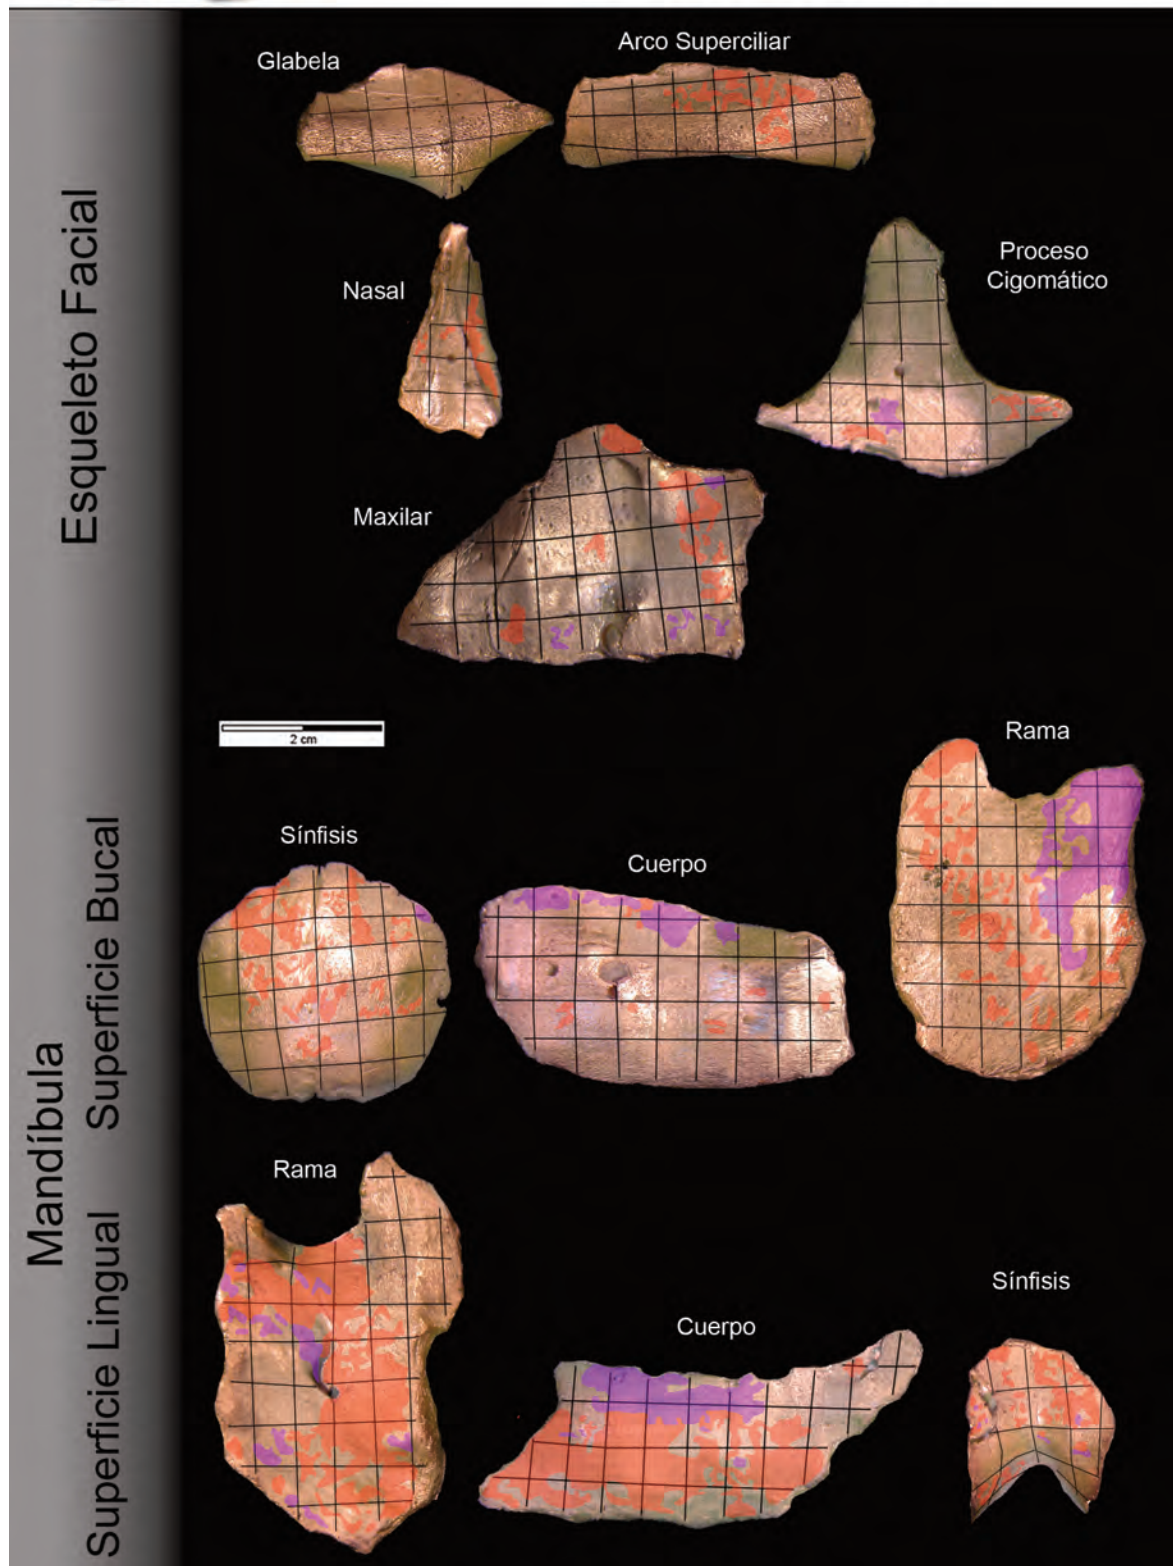 Esqueleto Facial
Glabela
Arco Superciliar
Nasal
Proceso
Cigomático
Maxilar
2 cm
Mandíbula
Superficie Bucal
Sínfisis
Cuerpo
Rama
Superficie Lingual
Rama
Cuerpo
Sínfisis